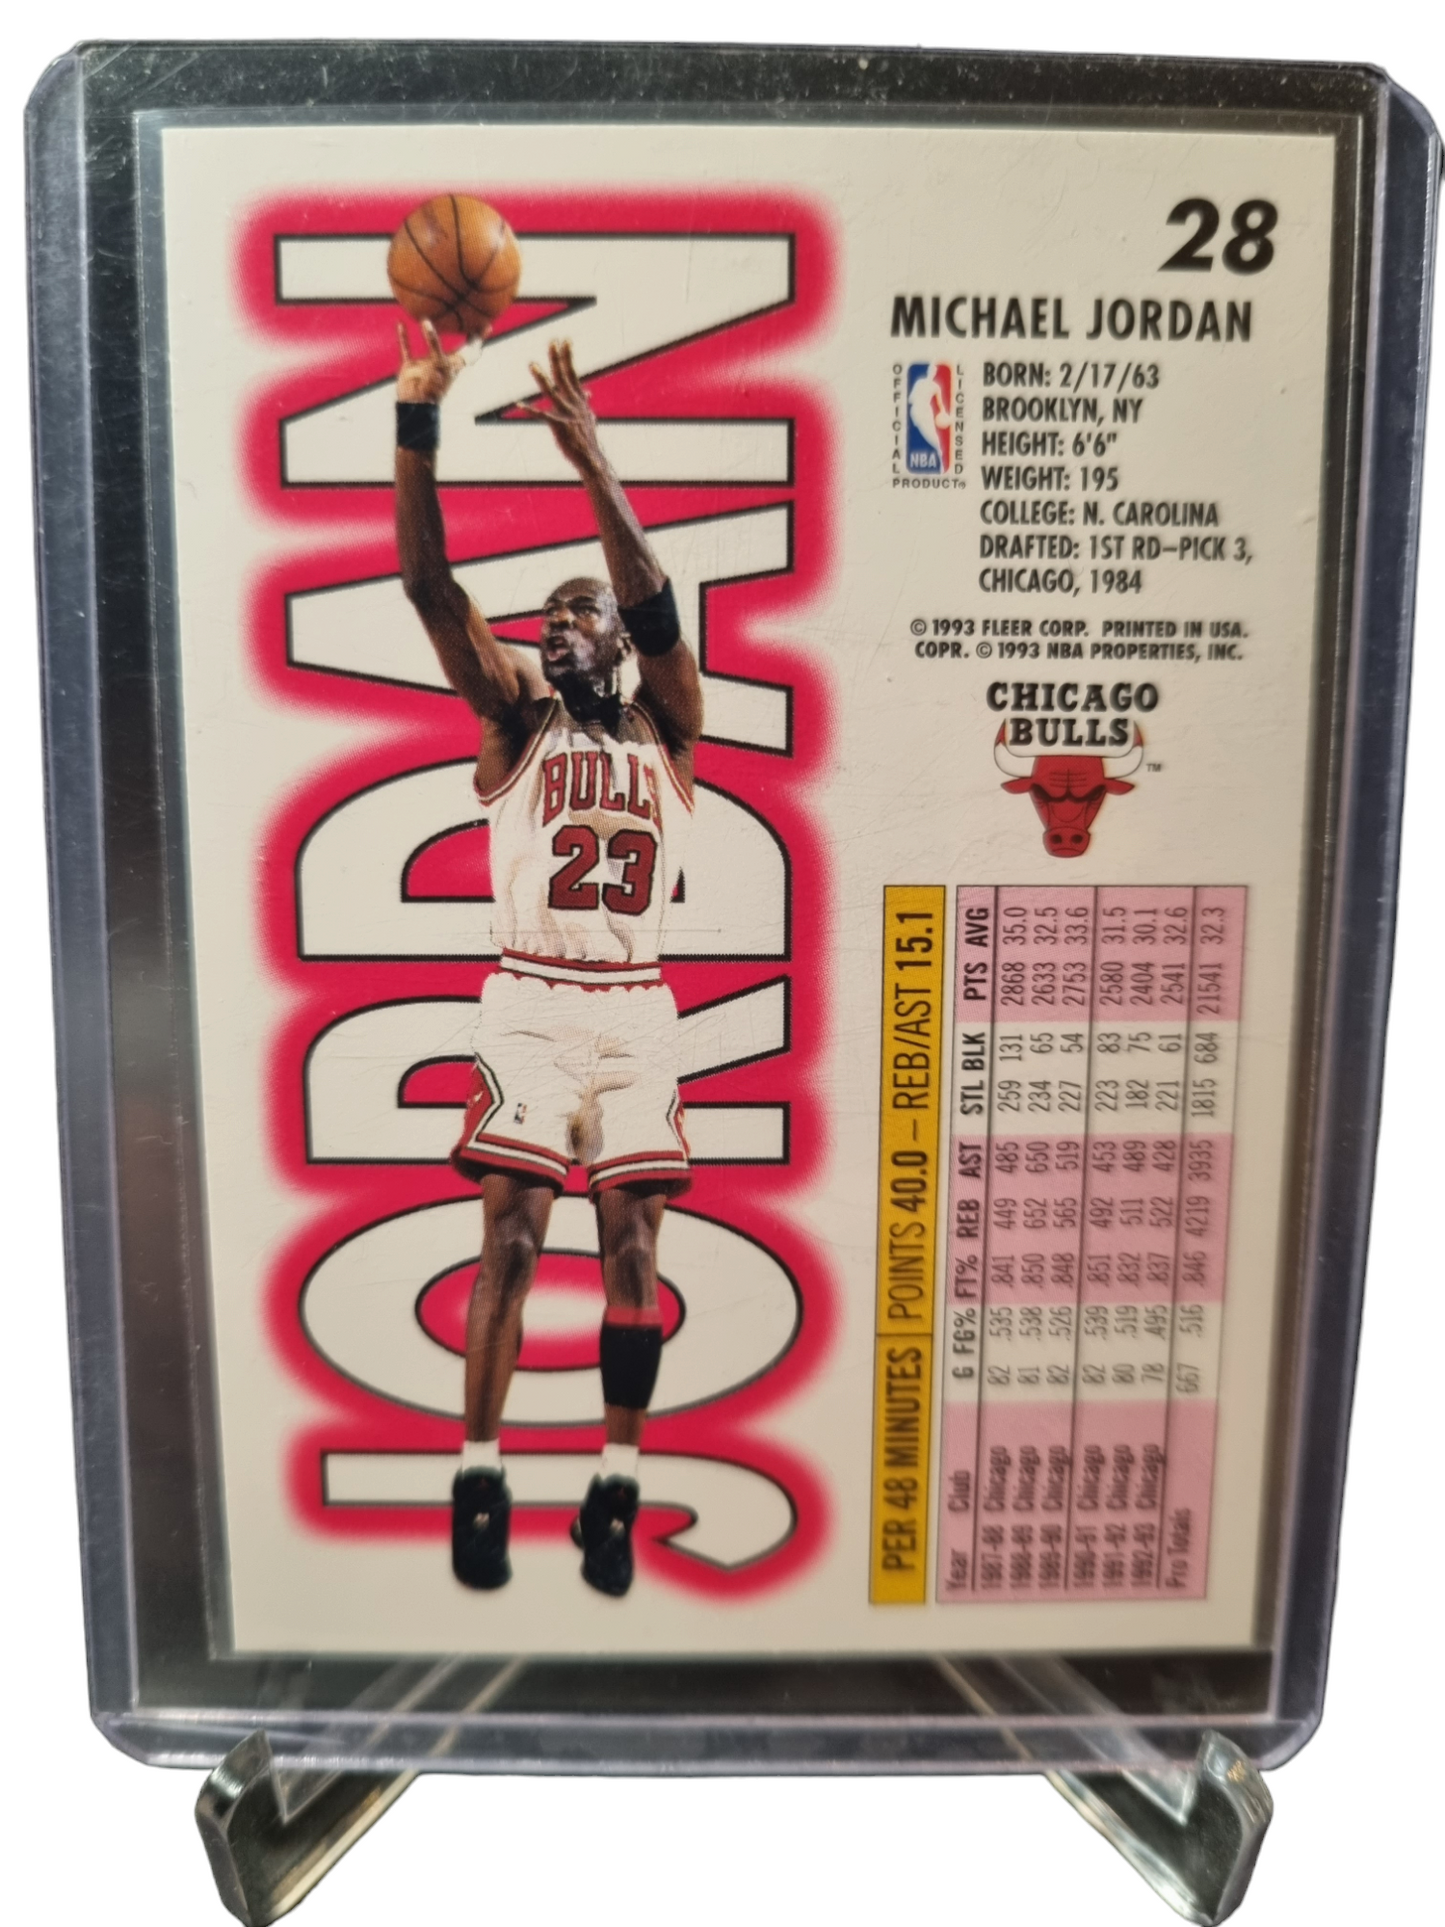 28
MICHAEL JORDAN
OFFICIAL LICENSED
NBA
PRODUCT®
BORN: 2/17/63
BROOKLYN, NY
HEIGHT: 6'6"
WEIGHT: 195
COLLEGE: N. CAROLINA
DRAFTED: 1ST RD–PICK 3,
CHICAGO, 1984
© 1993 FLEER CORP. PRINTED IN USA.
COPR. © 1993 NBA PROPERTIES, INC.
CHICAGO
BULLS
TM
JORDAN
BULLS
23
PER 48 MINUTES | POINTS 40.0 – REB/AST 15.1
Year Club G FG% FT% REB AST STL BLK PTS AVG
1987-88 Chicago 82 .535 .841 449 485 259 131 2868 35.0
1988-89 Chicago 81 .538 .850 652 650 234 65 2633 32.5
1989-90 Chicago 82 .526 .848 565 519 227 54 2753 33.6
1990-91 Chicago 82 .539 .851 492 453 223 83 2580 31.5
1991-92 Chicago 80 .519 .832 511 489 182 75 2404 30.1
1992-93 Chicago 78 .495 .837 522 428 221 61 2541 32.6
Pro Totals 667 .516 .846 4219 3935 1815 684 21541 32.3